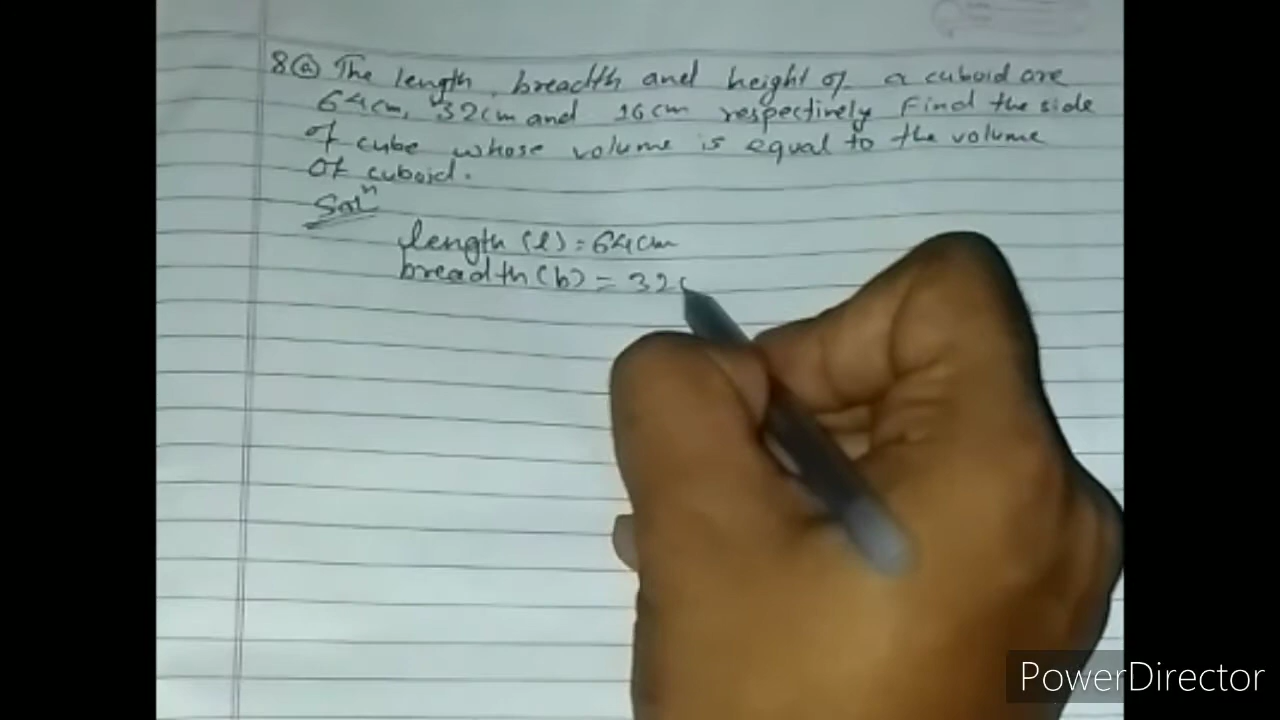 8 (a) The length, breadth and height of a cuboid are
64cm, 32cm and 16cm respectively Find the side
of cube whose volume is equal to the volume
Of cuboid.
Solⁿ
length (l) = 64cm
breadth (b) = 32c
PowerDirector